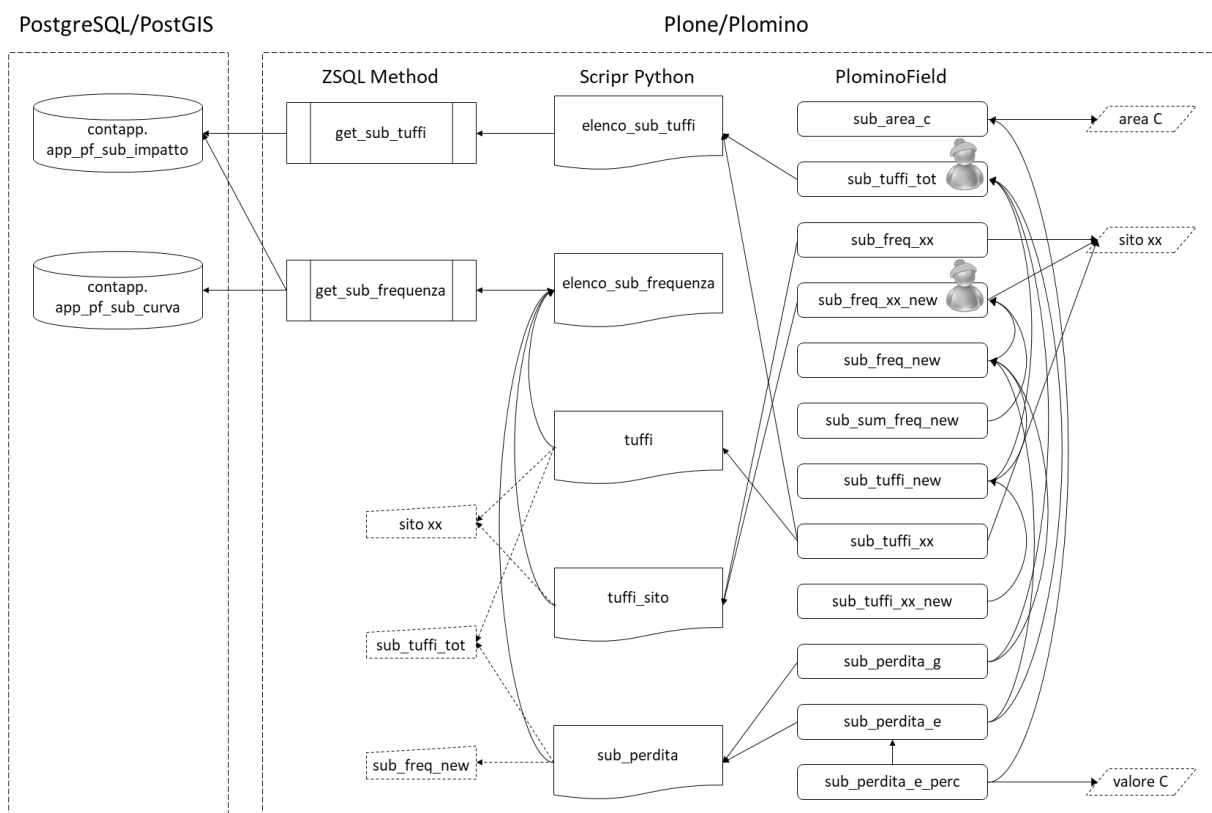 PostgreSQL/PostGIS
Plone/Plomino
ZSQL Method
Scripr Python
PlominoField
contapp.
app_pf_sub_impatto
get_sub_tuffi
elenco_sub_tuffi
sub_area_c
area C
sub_tuffi_tot
sub_freq_xx
sito xx
contapp.
app_pf_sub_curva
get_sub_frequenza
elenco_sub_frequenza
sub_freq_xx_new
sub_freq_new
sub_sum_freq_new
tuffi
sub_tuffi_new
sito xx
sub_tuffi_xx
tuffi_sito
sub_tuffi_xx_new
sub_tuffi_tot
sub_perdita_g
sub_perdita_e
sub_freq_new
sub_perdita
sub_perdita_e_perc
valore C